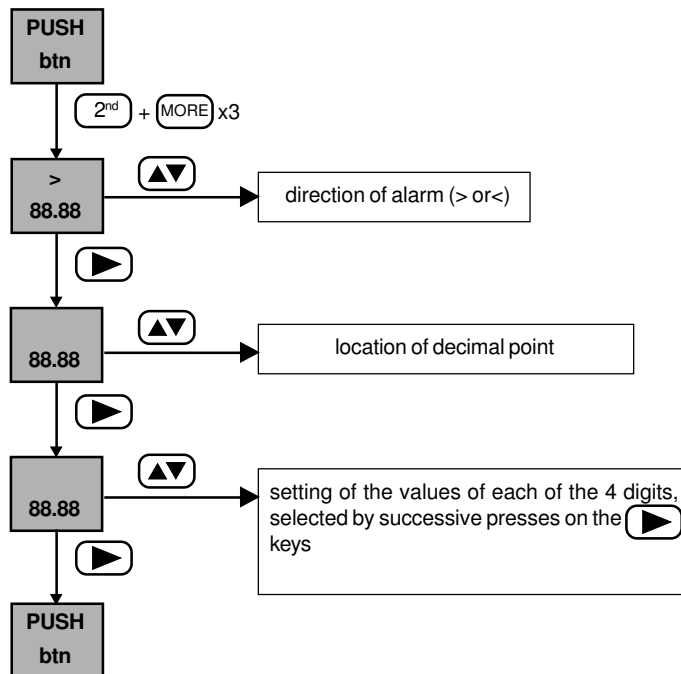 PUSH
btn
2nd + MORE x3
>
88.88
direction of alarm (> or<)
88.88
location of decimal point
88.88
setting of the values of each of the 4 digits,
selected by successive presses on the
keys
PUSH
btn